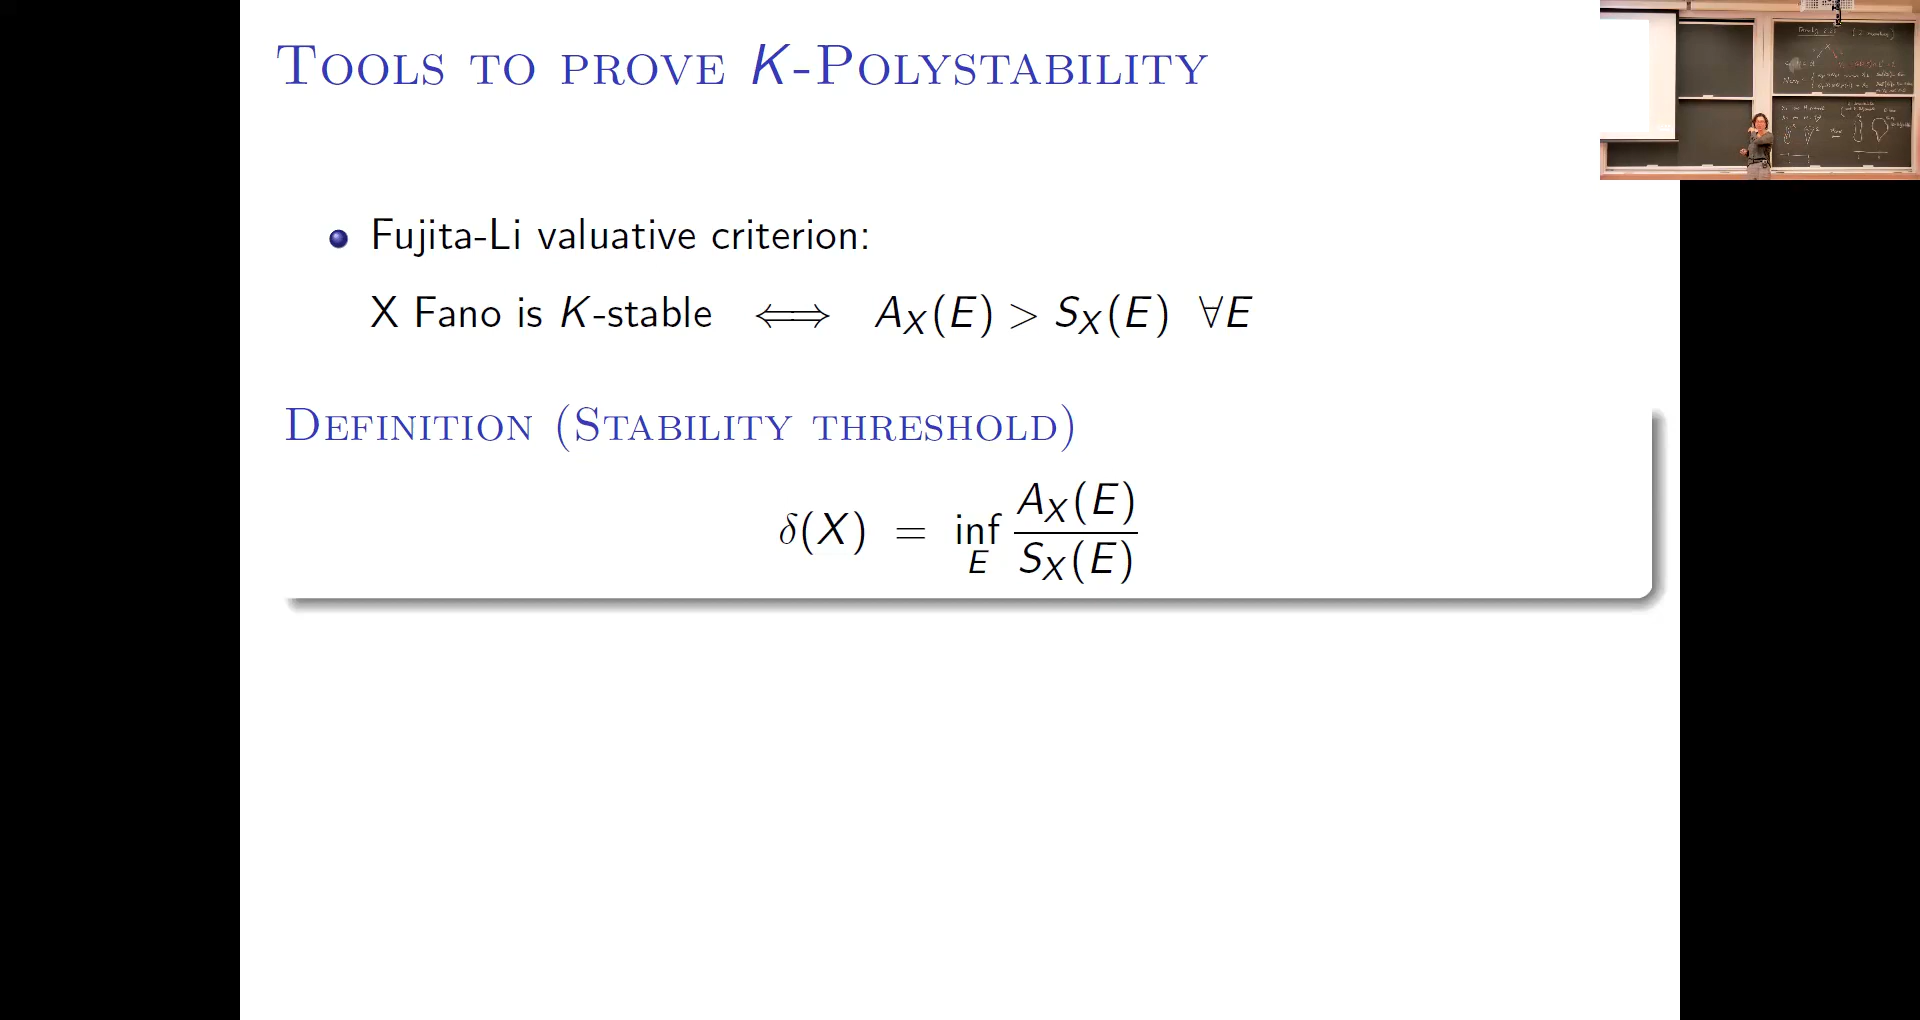 TOOLS TO PROVE K-POLYSTABILITY
Fujita-Li valuative criterion:
X Fano is K-stable ⟺ A_X(E) > S_X(E) ∀E
DEFINITION (STABILITY THRESHOLD)
δ(X) = inf_E A_X(E) / S_X(E)